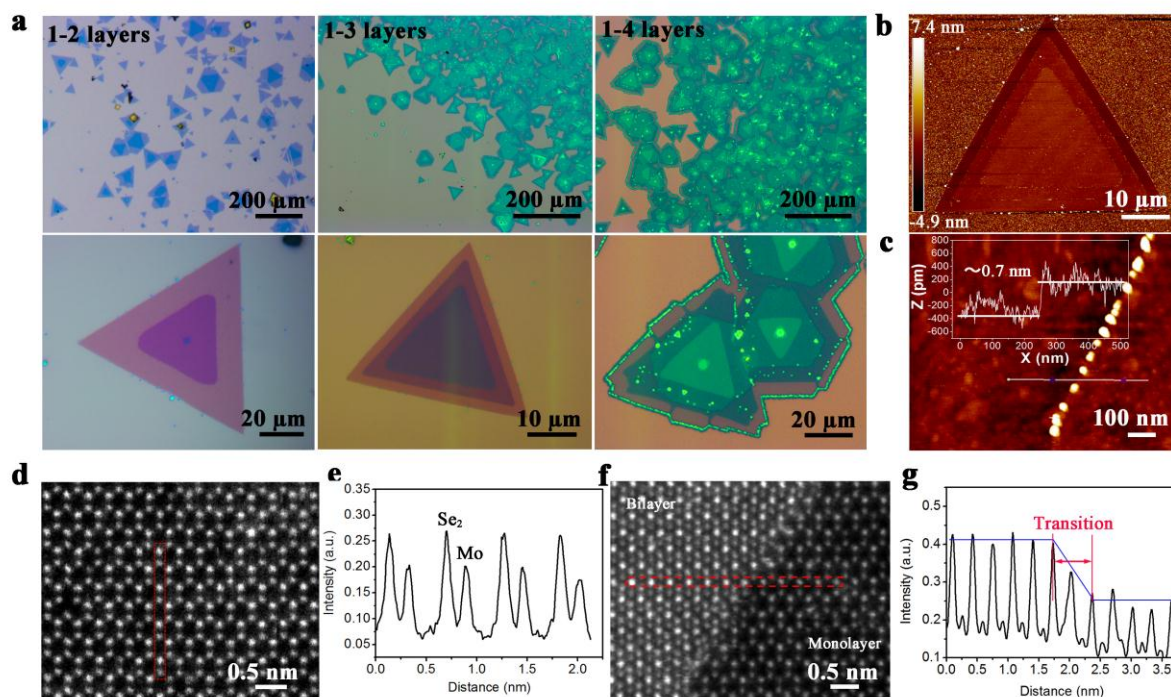 a
1-2 layers
1-3 layers
1-4 layers
200 μm
200 μm
200 μm
20 μm
10 μm
20 μm
b
7.4 nm
-4.9 nm
10 μm
c
800
600
400
200
0
-200
-400
-600
Z (pm)
～0.7 nm
0 100 200 300 400 500
X (nm)
100 nm
d
0.5 nm
e
0.35
0.30
0.25
0.20
0.15
0.10
0.05
Intensity (a.u.)
Se2
Mo
0.0 0.5 1.0 1.5 2.0
Distance (nm)
f
Bilayer
Monolayer
0.5 nm
g
0.5
0.4
0.3
0.2
0.1
Intensity (a.u.)
Transition
0.0 0.5 1.0 1.5 2.0 2.5 3.0 3.5
Distance (nm)